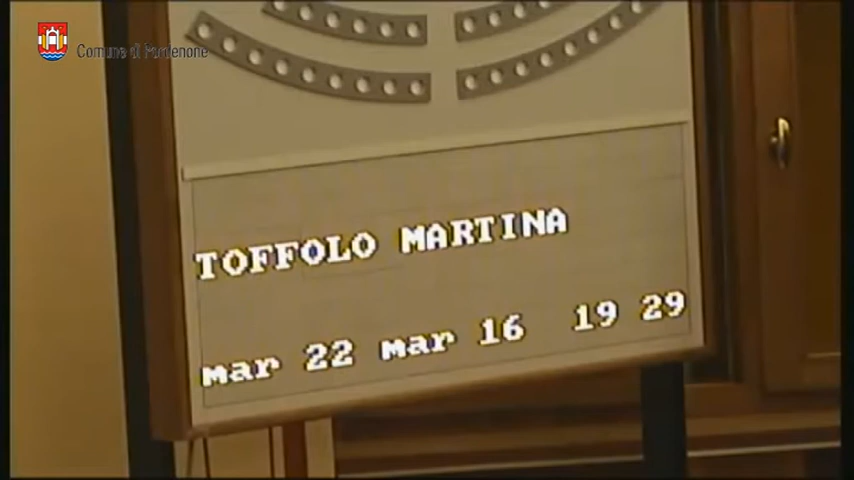 Comune di Pordenone
TOFFOLO MARTINA
mar 22 mar 16 19 29